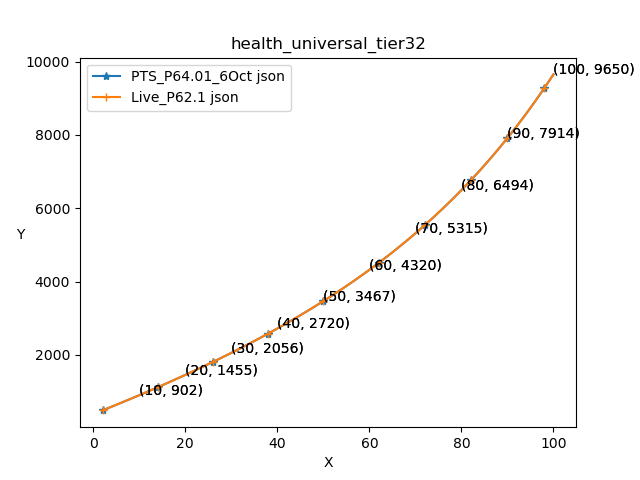 health_universal_tier32
PTS_P64.01_6Oct json
Live_P62.1 json
10000
8000
6000
4000
2000
Y
(100, 9650)
(90, 7914)
(80, 6494)
(70, 5315)
(60, 4320)
(50, 3467)
(40, 2720)
(30, 2056)
(20, 1455)
(10, 902)
0 20 40 60 80 100
X